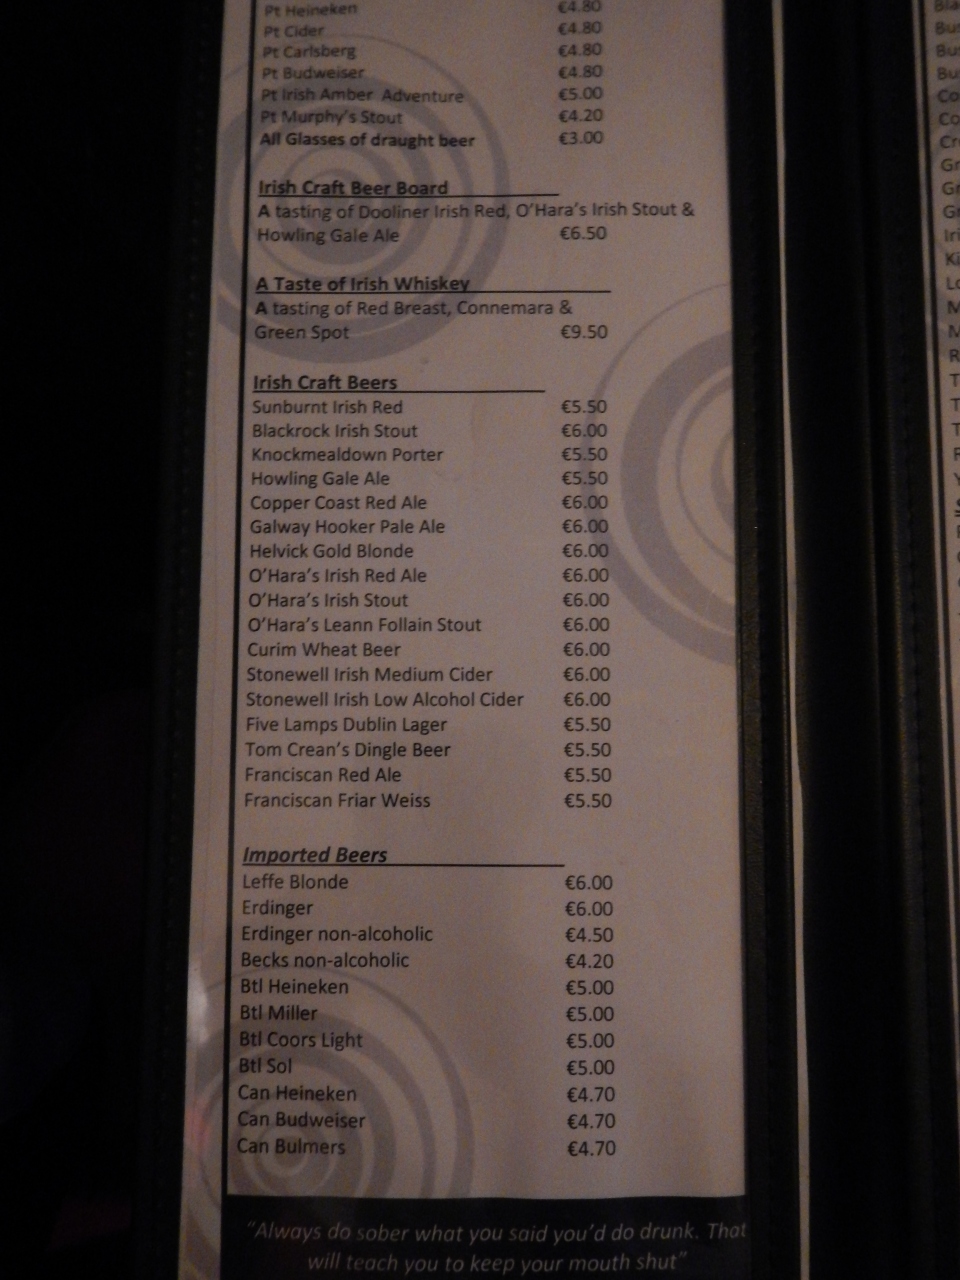 Pt Heineken €4.80
Pt Cider €4.80
Pt Carlsberg €4.80
Pt Budweiser €4.80
Pt Irish Amber Adventure €5.00
Pt Murphy's Stout €4.20
All Glasses of draught beer €3.00
Irish Craft Beer Board
A tasting of Dooliner Irish Red, O'Hara's Irish Stout &
Howling Gale Ale €6.50
A Taste of Irish Whiskey
A tasting of Red Breast, Connemara &
Green Spot €9.50
Irish Craft Beers
Sunburnt Irish Red €5.50
Blackrock Irish Stout €6.00
Knockmealdown Porter €5.50
Howling Gale Ale €5.50
Copper Coast Red Ale €6.00
Galway Hooker Pale Ale €6.00
Helvick Gold Blonde €6.00
O'Hara's Irish Red Ale €6.00
O'Hara's Irish Stout €6.00
O'Hara's Leann Follain Stout €6.00
Curim Wheat Beer €6.00
Stonewell Irish Medium Cider €6.00
Stonewell Irish Low Alcohol Cider €6.00
Five Lamps Dublin Lager €5.50
Tom Crean's Dingle Beer €5.50
Franciscan Red Ale €5.50
Franciscan Friar Weiss €5.50
Imported Beers
Leffe Blonde €6.00
Erdinger €6.00
Erdinger non-alcoholic €4.50
Becks non-alcoholic €4.20
Btl Heineken €5.00
Btl Miller €5.00
Btl Coors Light €5.00
Btl Sol €5.00
Can Heineken €4.70
Can Budweiser €4.70
Can Bulmers €4.70
"Always do sober what you said you'd do drunk. That
will teach you to keep your mouth shut"